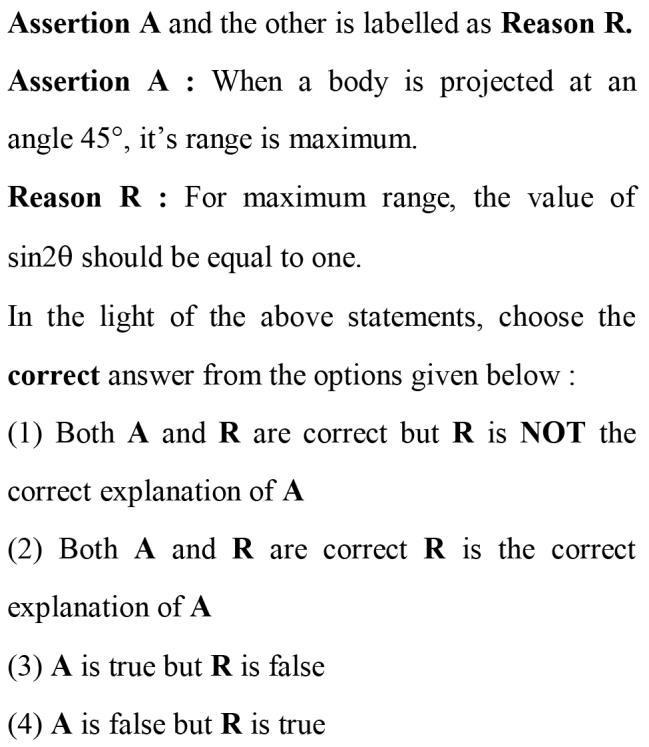 Assertion A and the other is labelled as Reason R.
Assertion A : When a body is projected at an
angle 45°, it’s range is maximum.
Reason R : For maximum range, the value of
sin2θ should be equal to one.
In the light of the above statements, choose the
correct answer from the options given below :
(1) Both A and R are correct but R is NOT the
correct explanation of A
(2) Both A and R are correct R is the correct
explanation of A
(3) A is true but R is false
(4) A is false but R is true